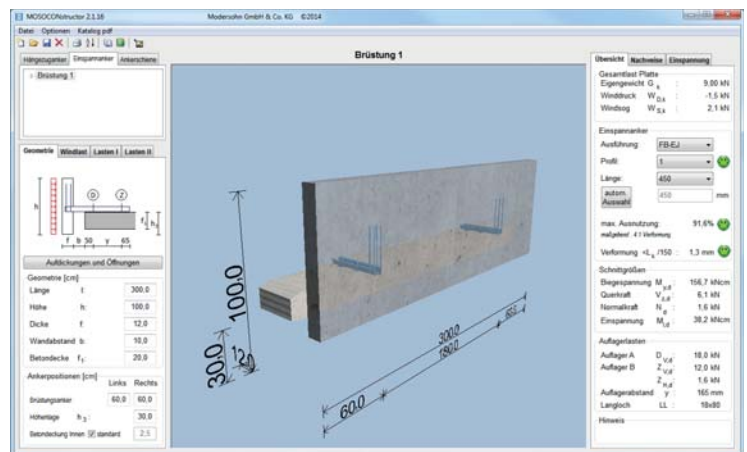 MOSOCONstructor 2.1.16 Modersohn GmbH & Co. KG ©2014
Datei Optionen Katalog pdf
Hängezuganker Einspannanker Ankerschiene
Brüstung 1
Geometrie Windlast Lasten I Lasten II
h
D Z
f b 50 y 65
Aufdickungen und Öffnungen
Geometrie [cm]
Länge l: 300,0
Höhe h: 100,0
Dicke f: 12,0
Wandabstand b: 10,0
Betondecke f1: 20,0
Ankerpositionen [cm]
Links Rechts
Brüstungsanker 60,0 60,0
Höhenlage h3: 30,0
Betondeckung Innen standard 2,5
Brüstung 1
100.0
30.0
300.0
180.0
60.0
60.0
Übersicht Nachweise Einspannung
Gesamtlast Platte
Eigengewicht G k : 9,00 kN
Winddruck W D,k : -1,5 kN
Windsog W S,k : 2,1 kN
Einspannanker
Ausführung: FB-EJ
Profil: 1
Länge: 450
autom. Auswahl 450 mm
max. Ausnutzung: 91,6%
maßgebend: 4.1 Verformung
Verformung <L k /150 : 1,3 mm
Schnittgrößen
Biegespannung M y,d : 156,7 kNcm
Querkraft V z,d : 6,1 kN
Normalkraft N d : 1,6 kN
Einspannung M i,d : 38,2 kNcm
Auflagerlasten
Auflager A D V,d : 18,0 kN
Auflager B Z V,d : 12,0 kN
Z H,d : 1,6 kN
Auflagerabstand y : 165 mm
Langloch LL : 18x80
Hinweis